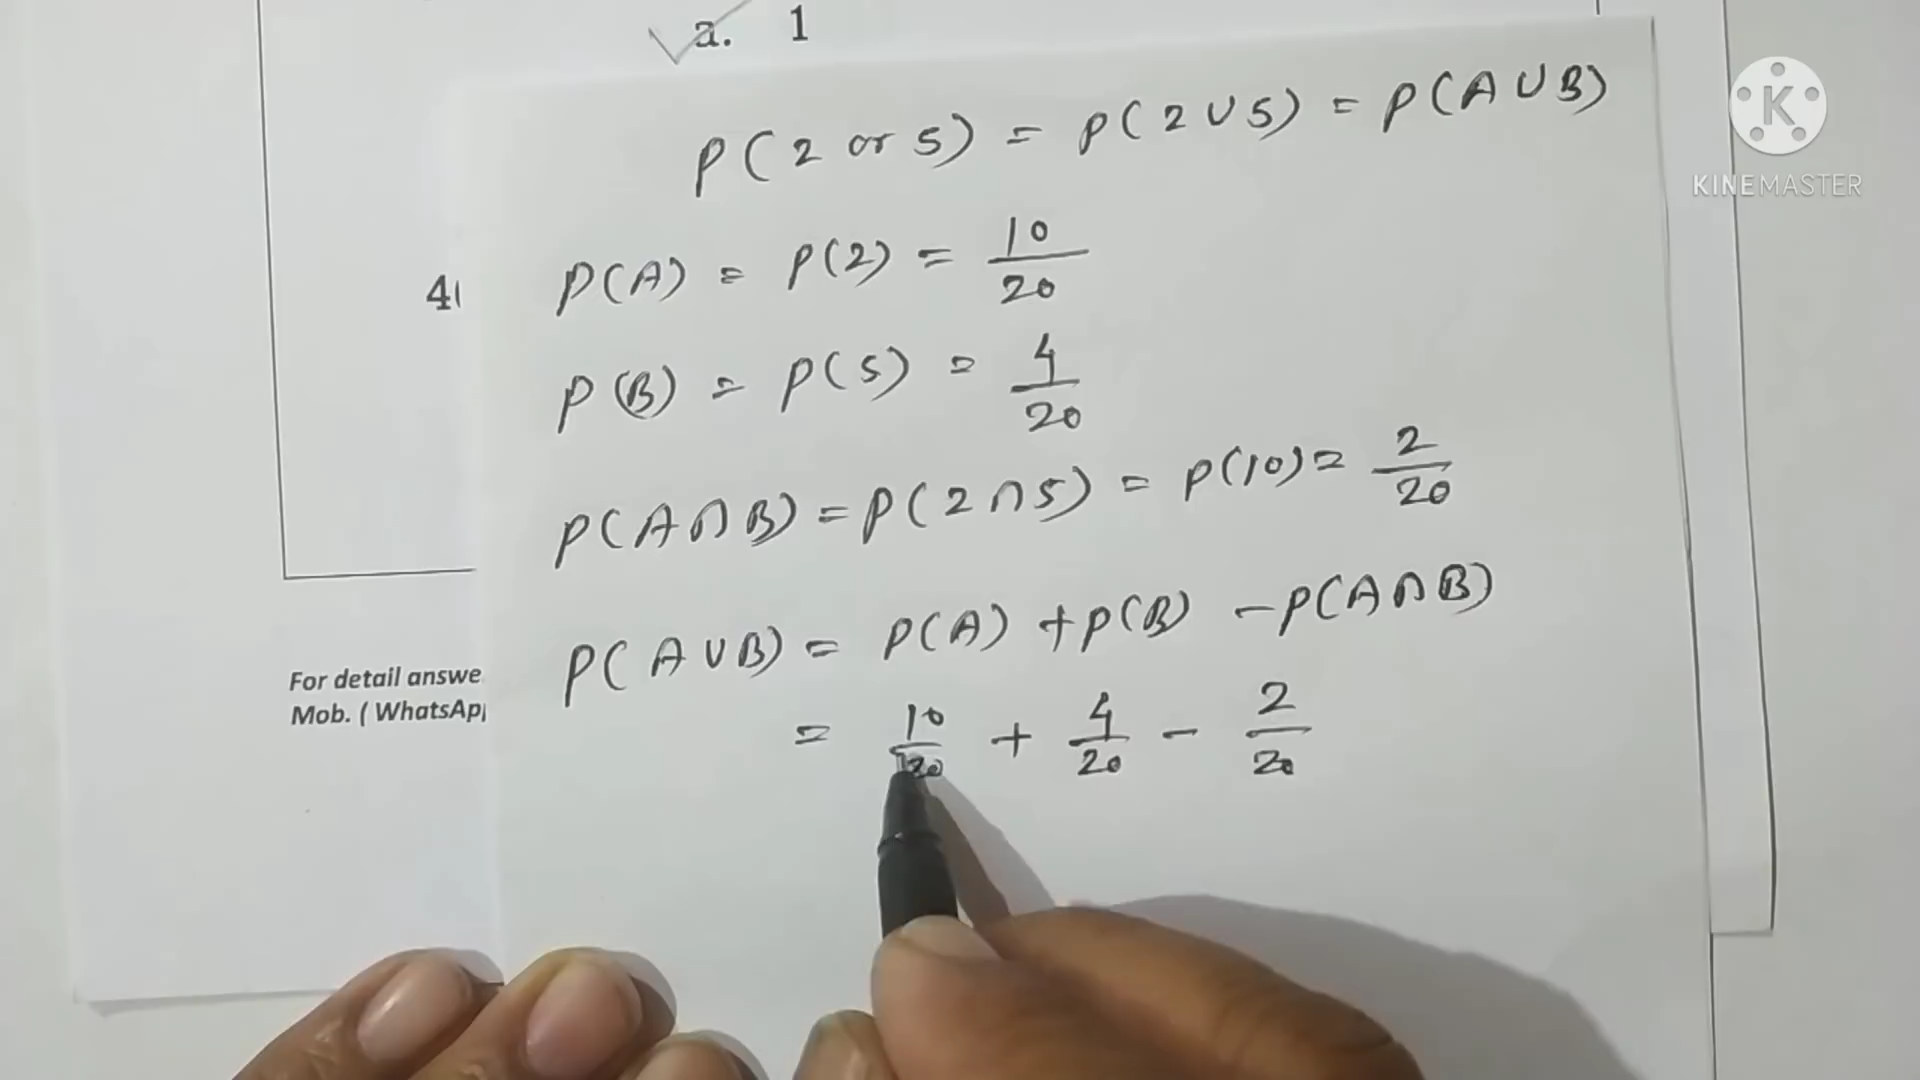 a. 1
P(2 or 5) = P(2 ∪ 5) = P(A ∪ B)
KINEMASTER
P(A) = P(2) = 10/20
4
P(B) = P(5) = 4/20
P(A ∩ B) = P(2 ∩ 5) = P(10) = 2/20
P(A ∪ B) = P(A) + P(B) - P(A ∩ B)
For detail answe
Mob. ( WhatsAp
= 10/20 + 4/20 - 2/20